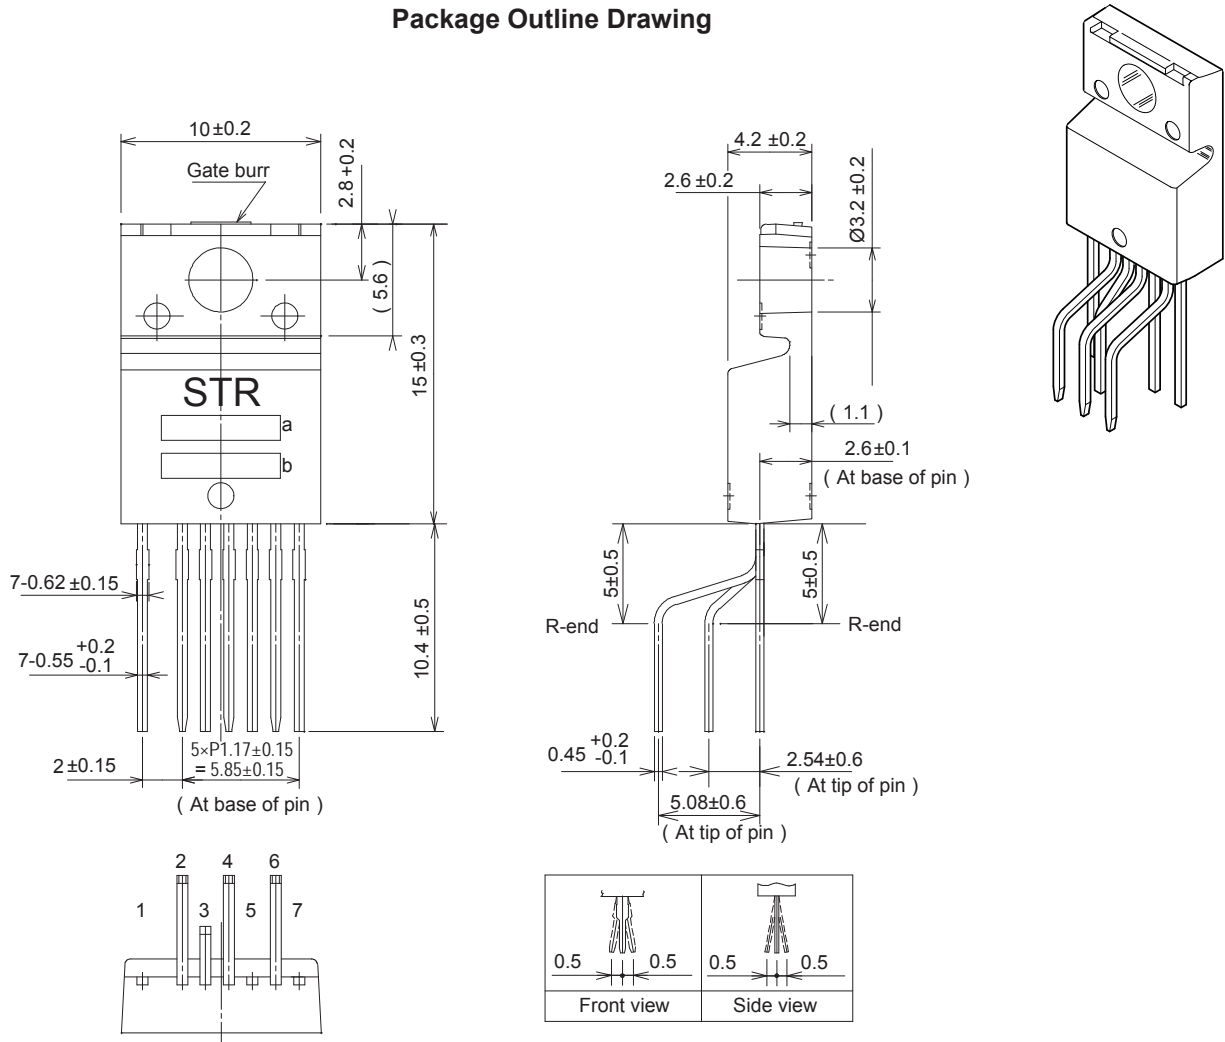 Package Outline Drawing
10±0.2
Gate burr
2.8+0.2
( 5.6 )
15±0.3
STR
a
b
7-0.62±0.15
7-0.55 +0.2
-0.1
10.4 ±0.5
2±0.15
5×P1.17±0.15
= 5.85±0.15
( At base of pin )
4.2 ±0.2
2.6±0.2
Ø3.2 ±0.2
( 1.1 )
2.6±0.1
( At base of pin )
5±0.5
5±0.5
R-end
R-end
0.45 +0.2
-0.1
2.54±0.6
( At tip of pin )
5.08±0.6
( At tip of pin )
2 4 6
1 3 5 7
0.5 0.5
Front view
0.5 0.5
Side view